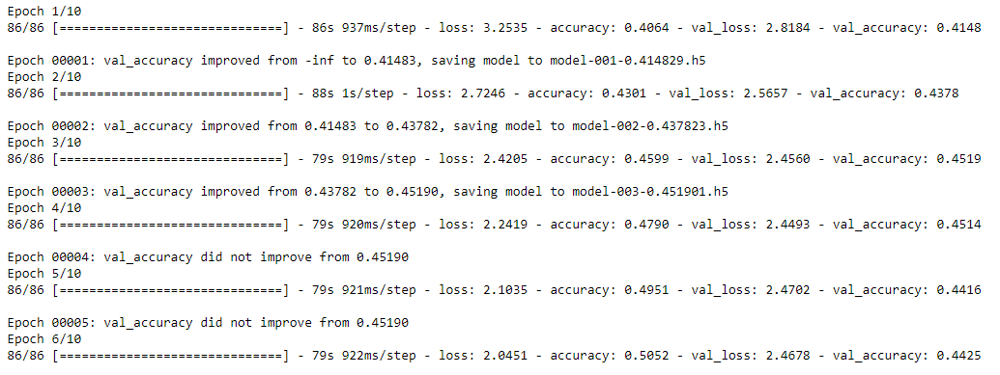 Epoch 1/10
86/86 [==============================] - 86s 937ms/step - loss: 3.2535 - accuracy: 0.4064 - val_loss: 2.8184 - val_accuracy: 0.4148
Epoch 00001: val_accuracy improved from -inf to 0.41483, saving model to model-001-0.414829.h5
Epoch 2/10
86/86 [==============================] - 88s 1s/step - loss: 2.7246 - accuracy: 0.4301 - val_loss: 2.5657 - val_accuracy: 0.4378
Epoch 00002: val_accuracy improved from 0.41483 to 0.43782, saving model to model-002-0.437823.h5
Epoch 3/10
86/86 [==============================] - 79s 919ms/step - loss: 2.4205 - accuracy: 0.4599 - val_loss: 2.4560 - val_accuracy: 0.4519
Epoch 00003: val_accuracy improved from 0.43782 to 0.45190, saving model to model-003-0.451901.h5
Epoch 4/10
86/86 [==============================] - 79s 920ms/step - loss: 2.2419 - accuracy: 0.4790 - val_loss: 2.4493 - val_accuracy: 0.4514
Epoch 00004: val_accuracy did not improve from 0.45190
Epoch 5/10
86/86 [==============================] - 79s 921ms/step - loss: 2.1035 - accuracy: 0.4951 - val_loss: 2.4702 - val_accuracy: 0.4416
Epoch 00005: val_accuracy did not improve from 0.45190
Epoch 6/10
86/86 [==============================] - 79s 922ms/step - loss: 2.0451 - accuracy: 0.5052 - val_loss: 2.4678 - val_accuracy: 0.4425